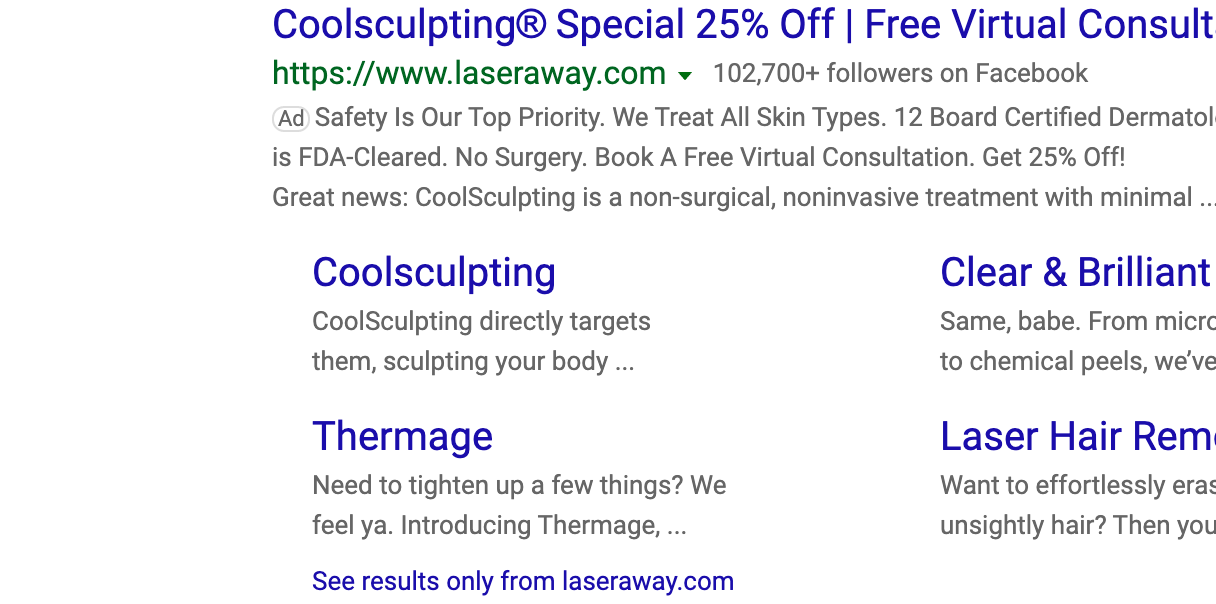 Coolsculpting® Special 25% Off | Free Virtual
https://www.laseraway.com 102,700+ followers on Facebook
Ad Safety Is Our Top Priority. We Treat All Skin Types. 12 Board Certified
is FDA-Cleared. No Surgery. Book A Free Virtual Consultation. Get 25% Off!
Great news: CoolSculpting is a non-surgical, noninvasive treatment with minimal ...
Coolsculpting
CoolSculpting directly targets
them, sculpting your body ...
Clear & Brilliant
Same, babe. From
to chemical peels, we’ve
Thermage
Need to tighten up a few things? We
feel ya. Introducing Thermage, ...
Laser Hair
Want to effortlessly
unsightly hair? Then you
See results only from laseraway.com